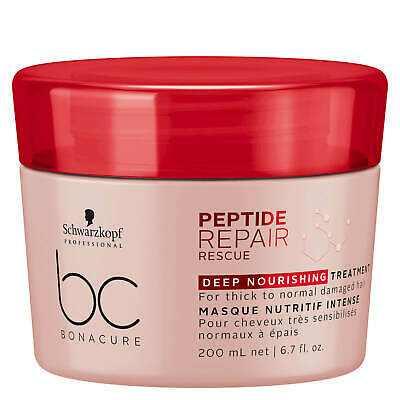 Schwarzkopf
PROFESSIONAL
bc
BONACURE
PEPTIDE
REPAIR
RESCUE
DEEP NOURISHING TREATMENT
For thick to normal damaged hair
MASQUE NUTRITIF INTENSE
Pour cheveux très sensibilisés
normaux à épais
200 mL net | 6.7 fl. oz.